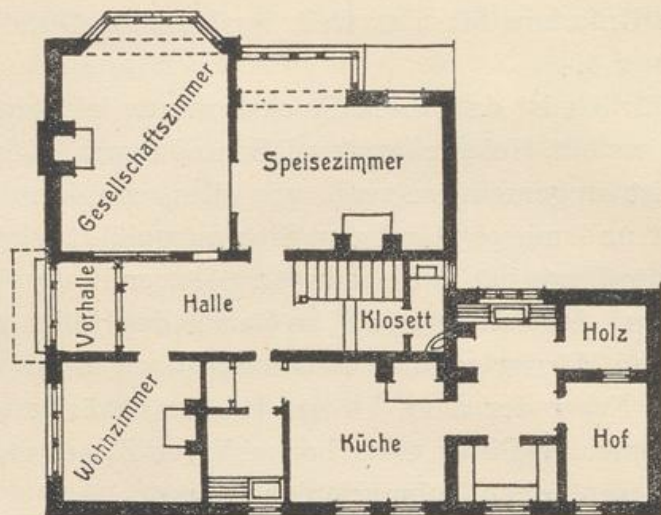 Gesellschaftszimmer
Speisezimmer
Vorhalle
Halle
Klosett
Holz
Wohnzimmer
Küche
Hof